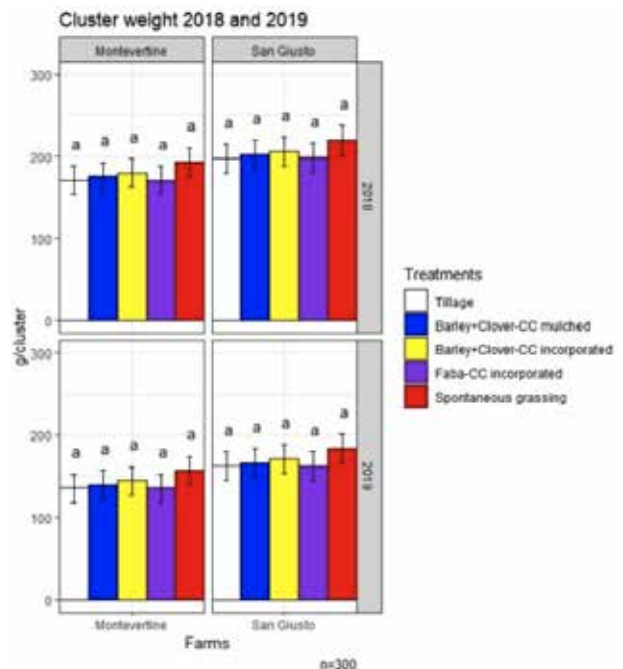 Cluster weight 2018 and 2019
Montevertine
San Giusto
300
200
100
0
a a a a a
a a a a a
2018
g/cluster
300
200
100
0
a a a a a
a a a a a
2019
Montevertine
San Giusto
Farms
n=300
Treatments
Tillage
Barley+Clover-CC mulched
Barley+Clover-CC incorporated
Faba-CC incorporated
Spontaneous grassing